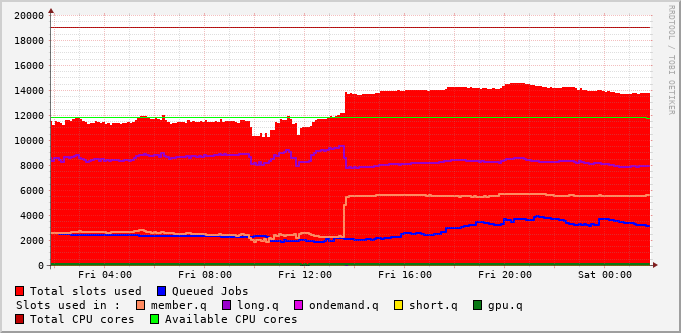 20000
18000
16000
14000
12000
10000
8000
6000
4000
2000
0
Fri 04:00 Fri 08:00 Fri 12:00 Fri 16:00 Fri 20:00 Sat 00:00
RRDTOOL / TOBI OETIKER
Total slots used Queued Jobs
Slots used in : member.q long.q ondemand.q short.q gpu.q
Total CPU cores Available CPU cores